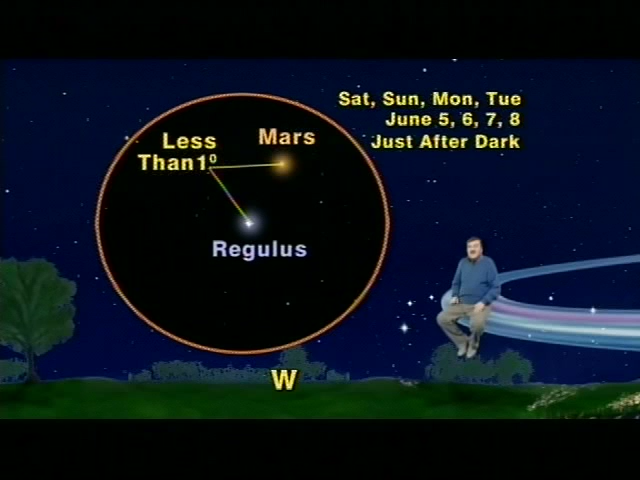 Sat, Sun, Mon, Tue
June 5, 6, 7, 8
Just After Dark
Less
Than1º
Mars
Regulus
W